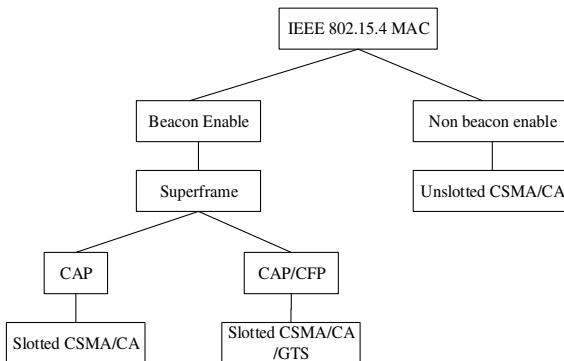 IEEE 802.15.4 MAC
Beacon Enable
Non beacon enable
Superframe
Unslotted CSMA/CA
CAP
CAP/CFP
Slotted CSMA/CA
Slotted CSMA/CA
/GTS